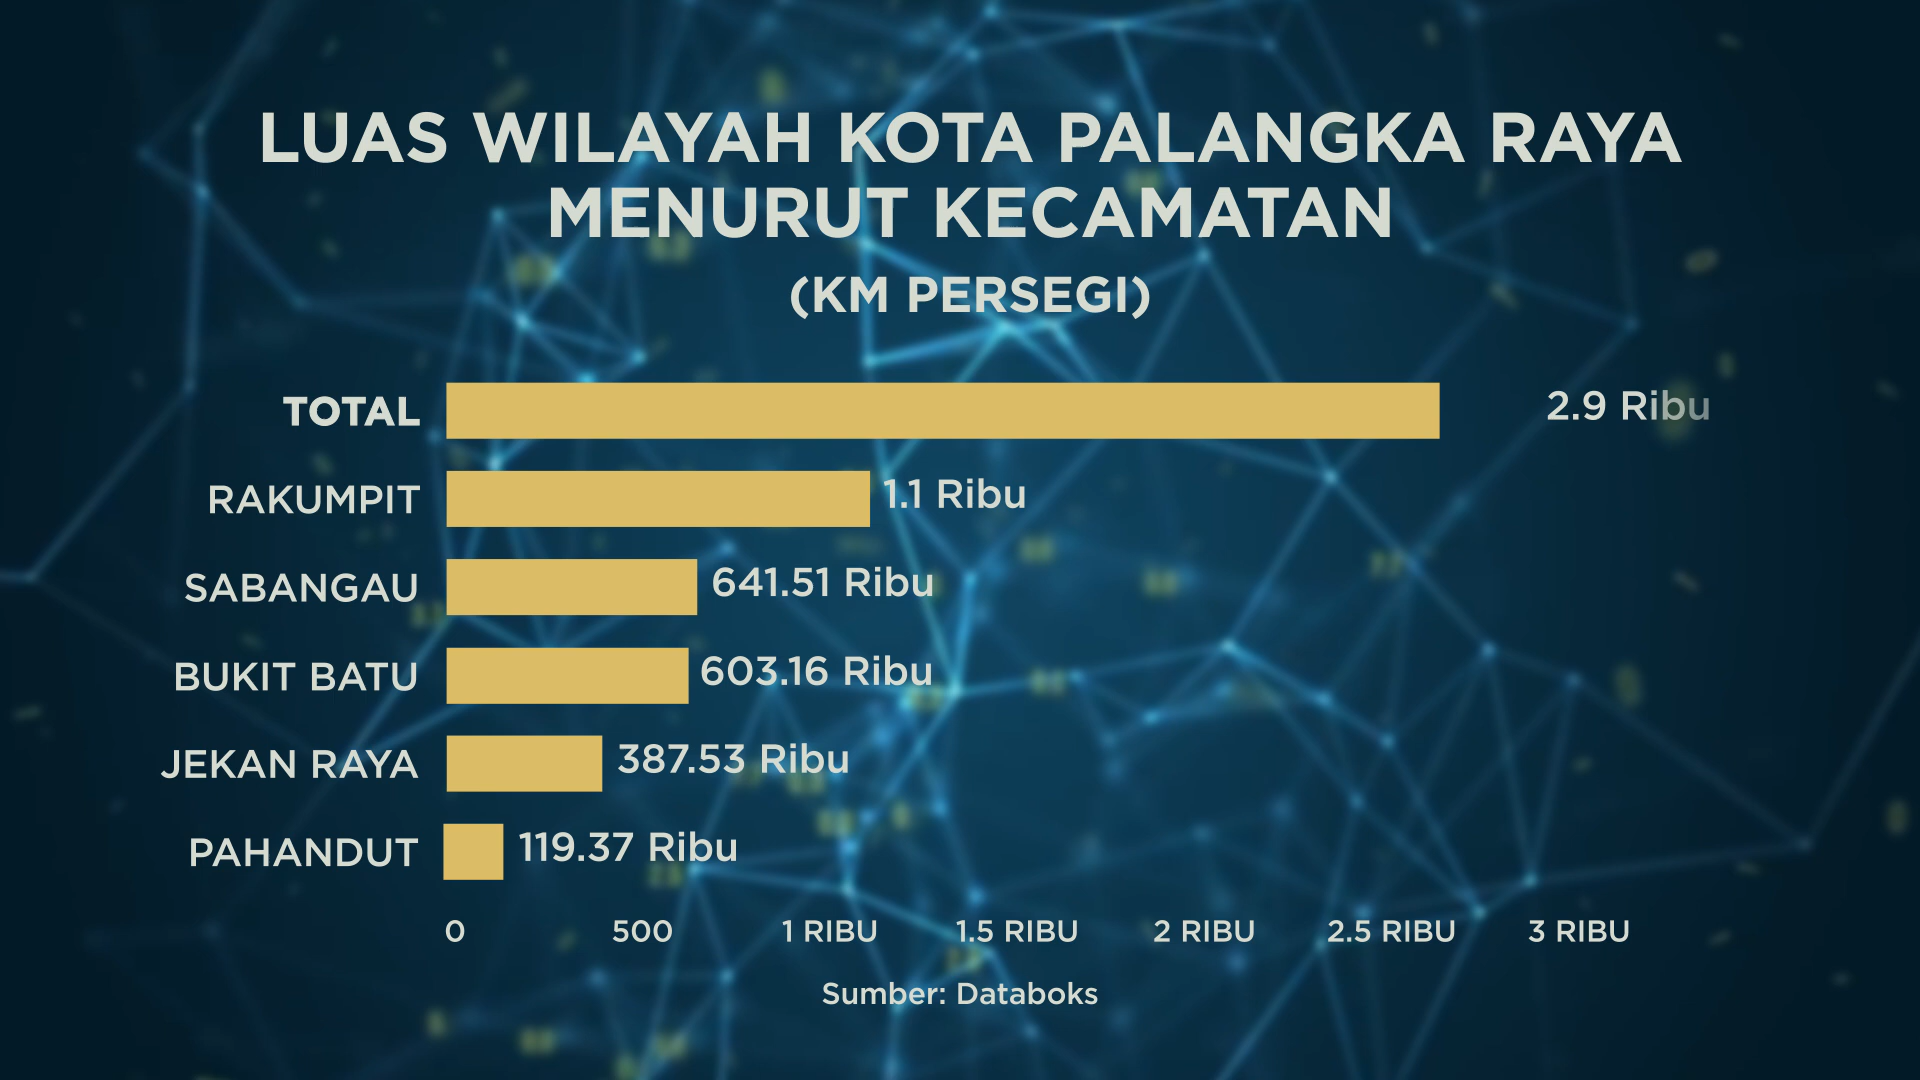 LUAS WILAYAH KOTA PALANGKA RAYA
MENURUT KECAMATAN
(KM PERSEGI)
TOTAL 2.9 Ribu
RAKUMPIT 1.1 Ribu
SABANGAU 641.51 Ribu
BUKIT BATU 603.16 Ribu
JEKAN RAYA 387.53 Ribu
PAHANDUT 119.37 Ribu
0 500 1 RIBU 1.5 RIBU 2 RIBU 2.5 RIBU 3 RIBU
Sumber: Databoks